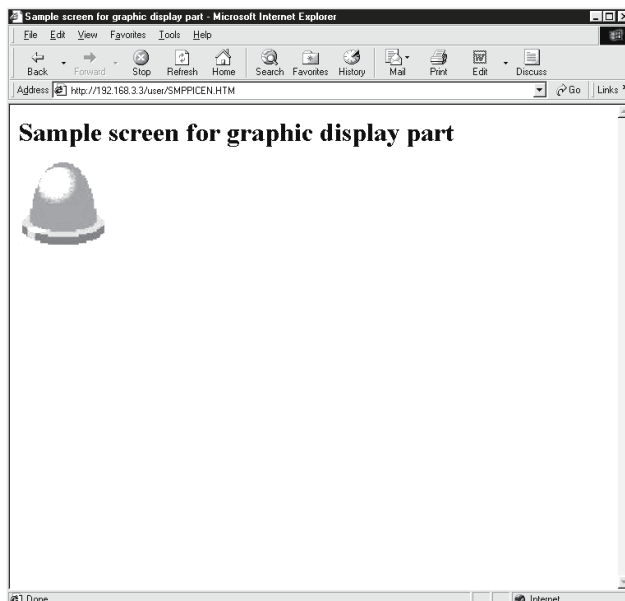 Sample screen for graphic display part - Microsoft Internet Explorer
File Edit View Favorites Tools Help
Back Forward Stop Refresh Home Search Favorites History Mail Print Edit Discuss
Address http://192.168.3.3/user/SMPPICEN.HTM Go Links
Sample screen for graphic display part
Done Internet